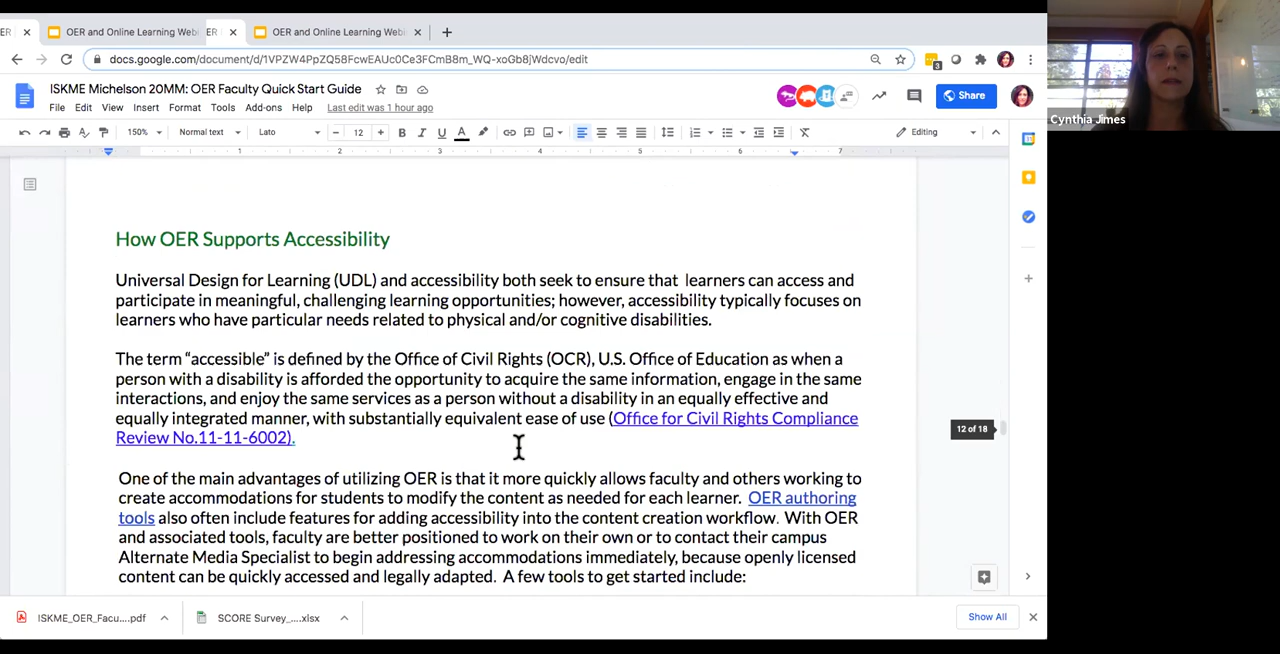 ER
OER and Online Learning Webi
ER
OER and Online Learning Webi
docs.google.com/document/d/1VPZW4PpZQ58FcwEAUc0Ce3FCmB8m_WQ-xoGb8jWdcvo/edit
3
ISKME Michelson 20MM: OER Faculty Quick Start Guide
Share
File Edit View Insert Format Tools Add-ons Help Last edit was 1 hour ago
150% Normal text Lato 12 B I U A Editing
1 2 3 4 5 6 7
Cynthia Jimes
How OER Supports Accessibility
Universal Design for Learning (UDL) and accessibility both seek to ensure that learners can access and
participate in meaningful, challenging learning opportunities; however, accessibility typically focuses on
learners who have particular needs related to physical and/or cognitive disabilities.
The term “accessible” is defined by the Office of Civil Rights (OCR), U.S. Office of Education as when a
person with a disability is afforded the opportunity to acquire the same information, engage in the same
interactions, and enjoy the same services as a person without a disability in an equally effective and
equally integrated manner, with substantially equivalent ease of use (Office for Civil Rights Compliance
Review No.11-11-6002).
12 of 18
One of the main advantages of utilizing OER is that it more quickly allows faculty and others working to
create accommodations for students to modify the content as needed for each learner. OER authoring
tools also often include features for adding accessibility into the content creation workflow. With OER
and associated tools, faculty are better positioned to work on their own or to contact their campus
Alternate Media Specialist to begin addressing accommodations immediately, because openly licensed
content can be quickly accessed and legally adapted. A few tools to get started include:
ISKME_OER_Facu....pdf
SCORE Survey_....xlsx
Show All